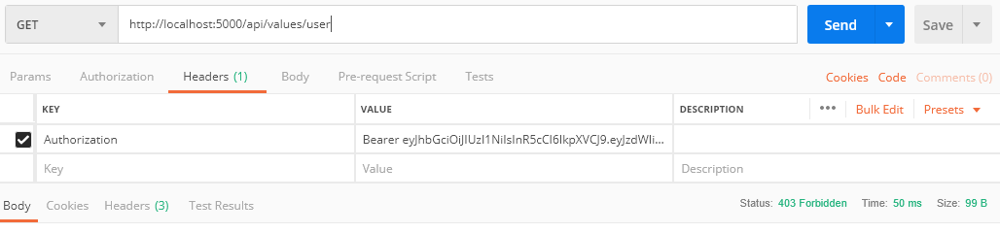 GET http://localhost:5000/api/values/user Send Save
Params Authorization Headers (1) Body Pre-request Script Tests Cookies Code Comments (0)
KEY VALUE DESCRIPTION ••• Bulk Edit Presets
Authorization Bearer eyJhbGciOiJIUzI1NiIsInR5cCI6IkpXVCJ9.eyJzdWIi...
Key Value Description
Body Cookies Headers (3) Test Results Status: 403 Forbidden Time: 50 ms Size: 99 B